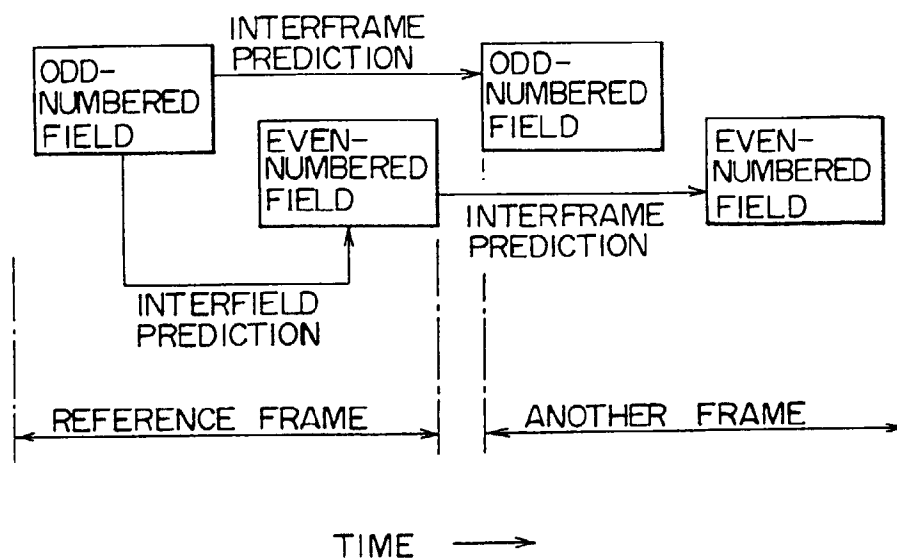 INTERFRAME
PREDICTION
ODD-
NUMBERED
FIELD
ODD-
NUMBERED
FIELD
EVEN-
NUMBERED
FIELD
EVEN-
NUMBERED
FIELD
INTERFRAME
PREDICTION
INTERFIELD
PREDICTION
REFERENCE FRAME
ANOTHER FRAME
TIME